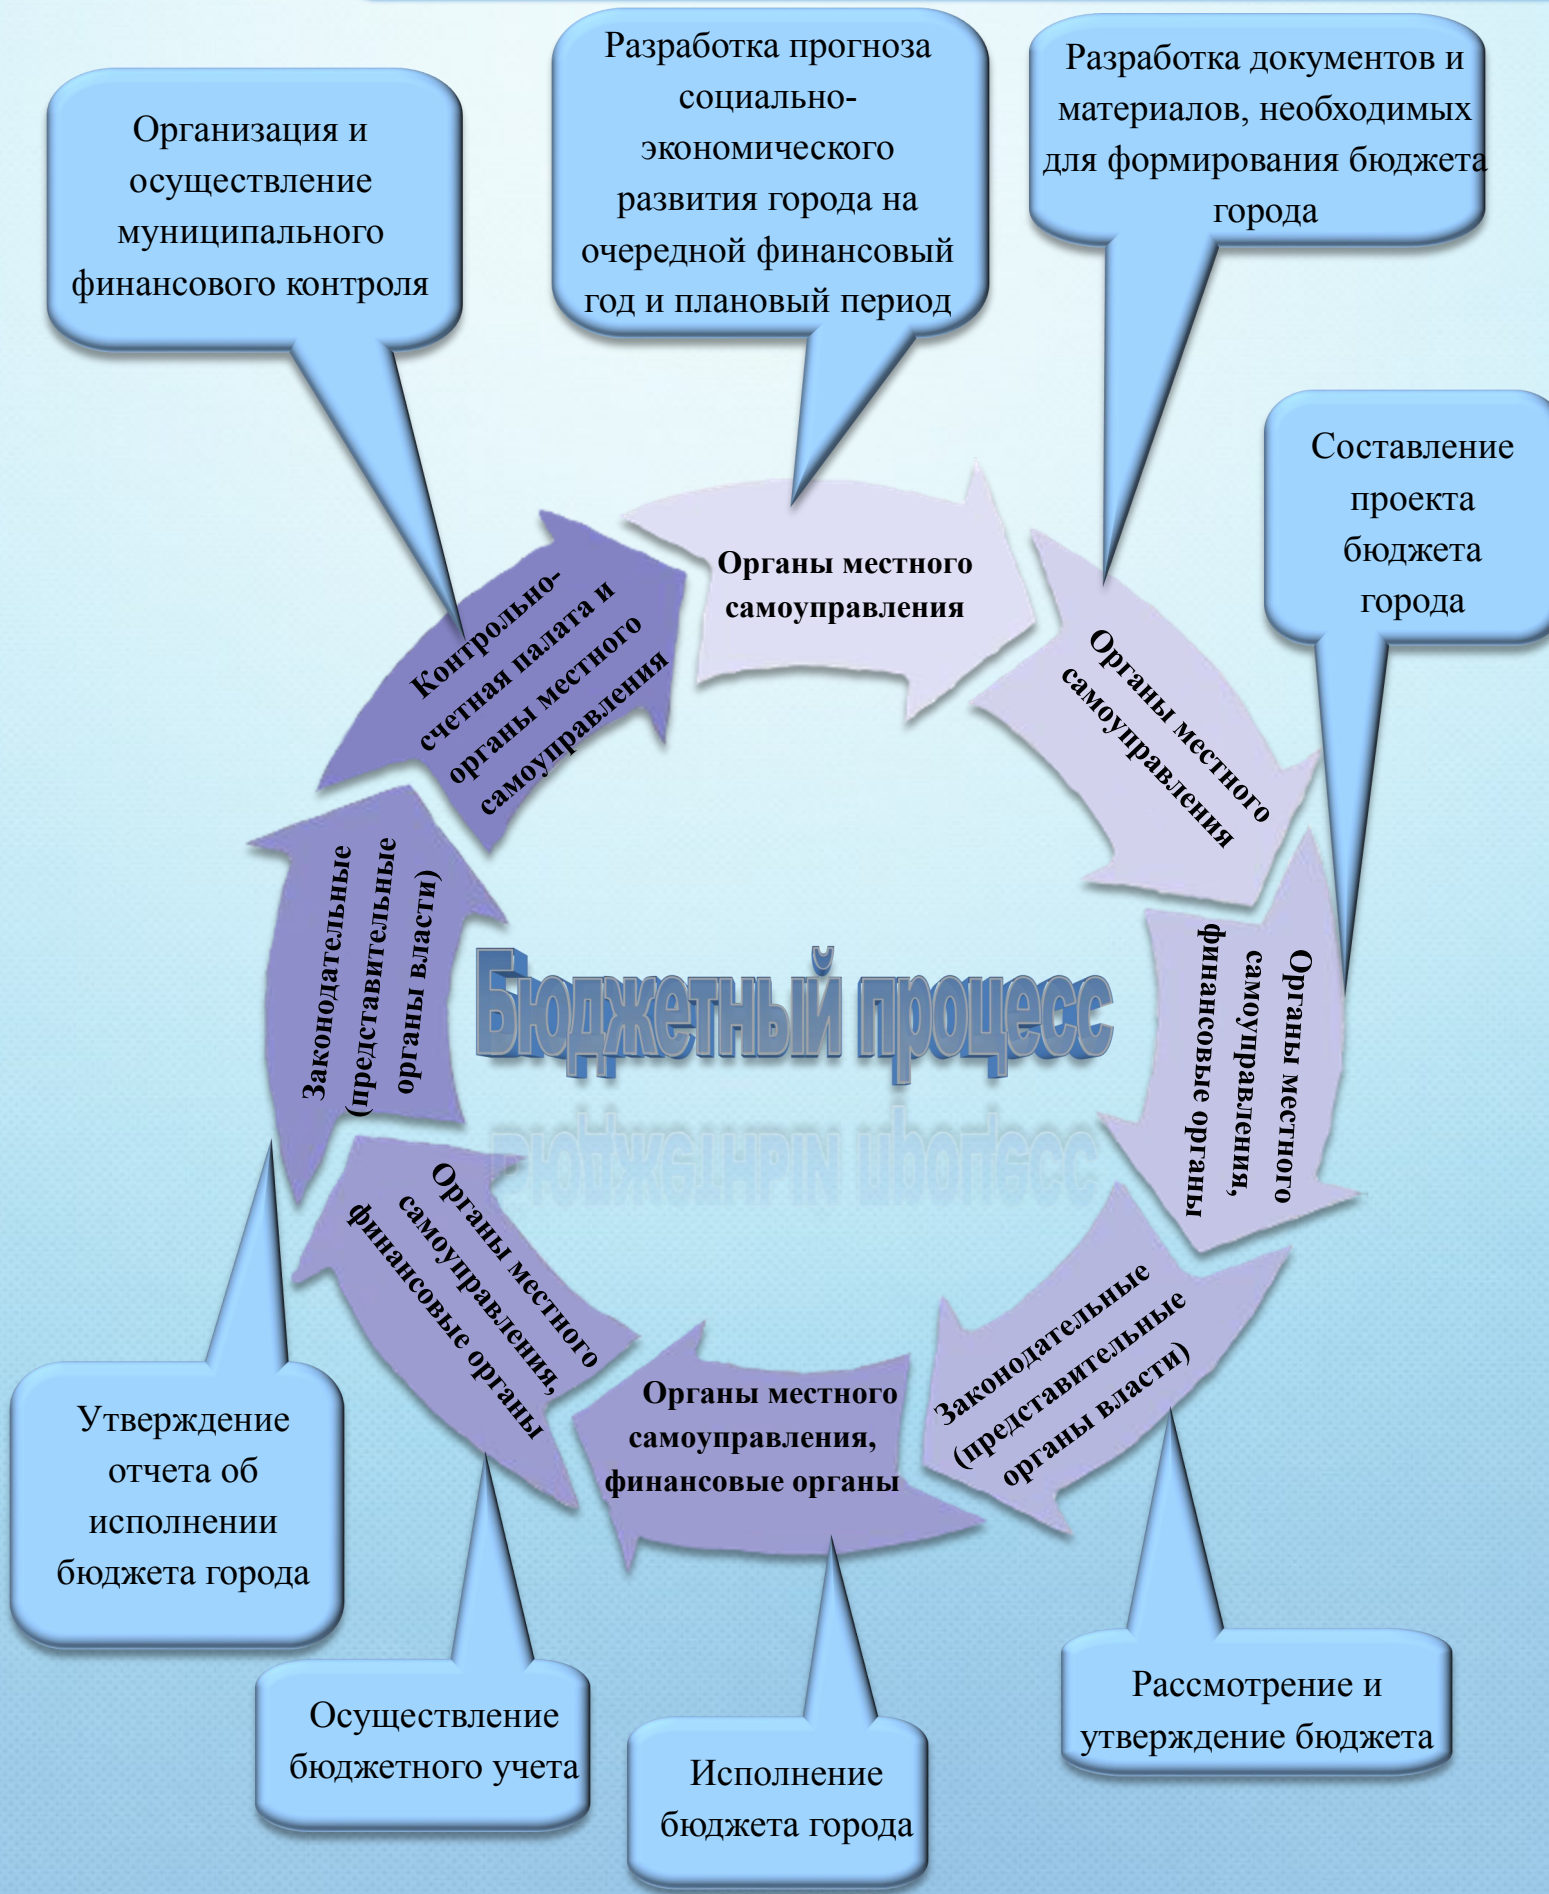 Организация и
осуществление
муниципального
финансового контроля
Разработка прогноза
социально-
экономического
развития города на
очередной финансовый
год и плановый период
Разработка документов и
материалов, необходимых
для формирования бюджета
города
Составление
проекта
бюджета
города
Органы местного
самоуправления
Органы местного
самоуправления
Органы местного
самоуправления,
финансовые органы
Законодательные
(представительные
органы власти)
Органы местного
самоуправления,
финансовые органы
Органы местного
самоуправления,
финансовые органы
Законодательные
(представительные
органы власти)
Контрольно-
счетная палата и
органы местного
самоуправления
Бюджетный процесс
Утверждение
отчета об
исполнении
бюджета города
Осуществление
бюджетного учета
Исполнение
бюджета города
Рассмотрение и
утверждение бюджета